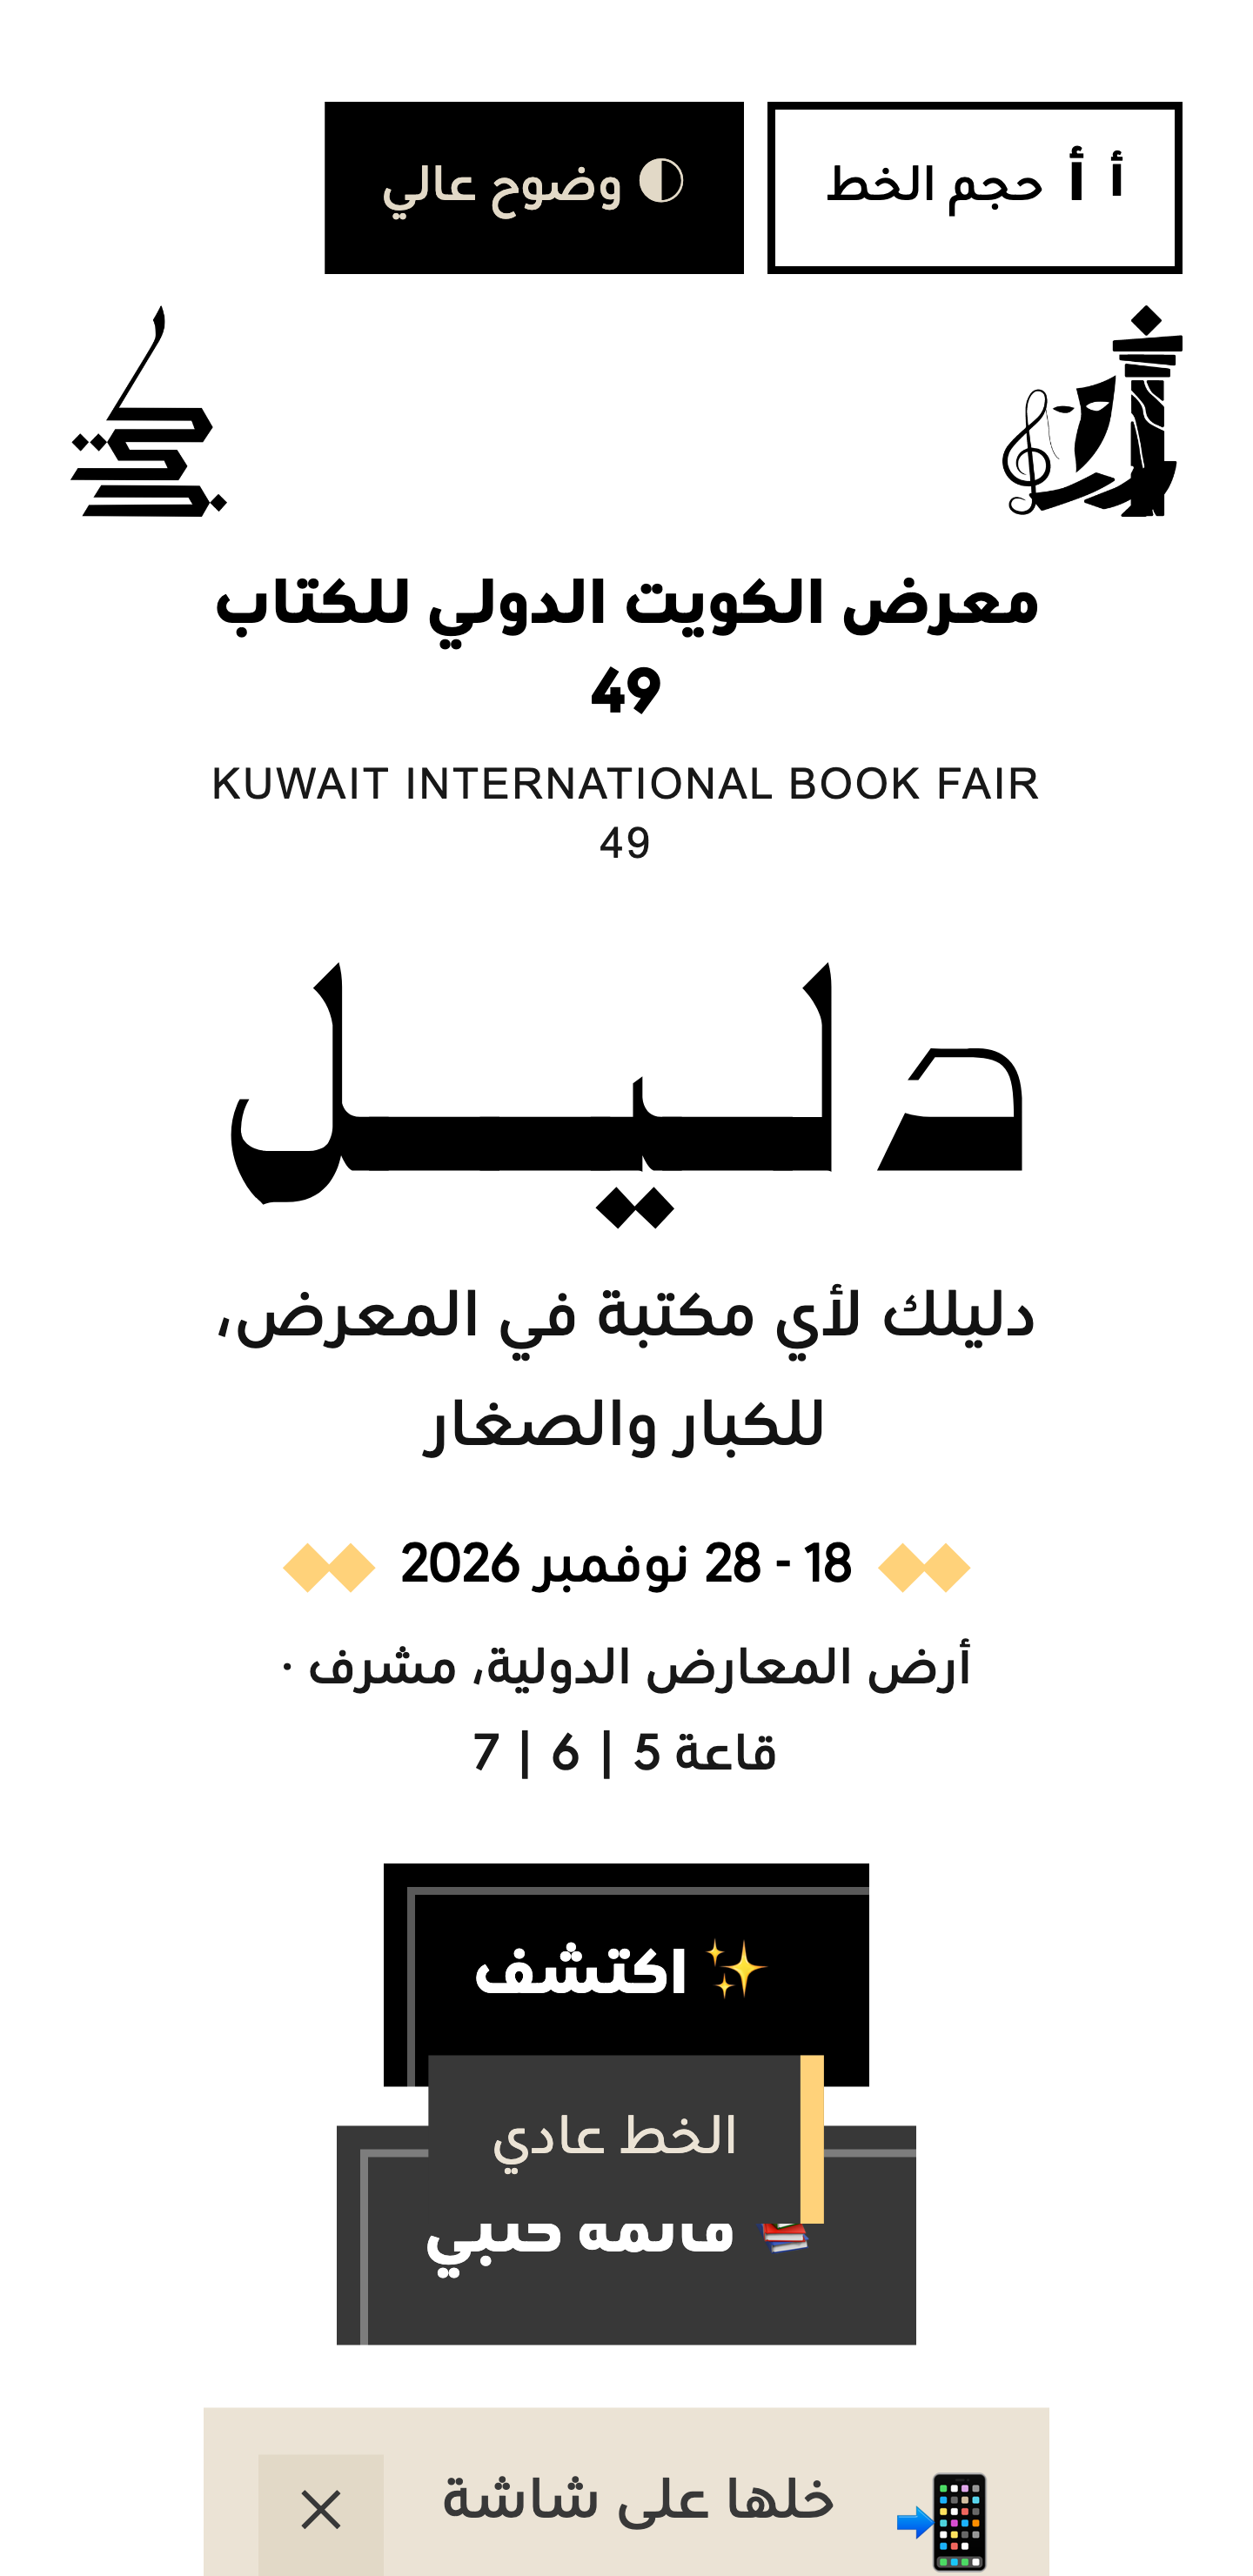 أ أ حجم الخط
وضوح عالي
معرض الكويت الدولي للكتاب
49
KUWAIT INTERNATIONAL BOOK FAIR
49
دليل
دليلك لأي مكتبة في المعرض،
للكبار والصغار
18 - 28 نوفمبر 2026
أرض المعارض الدولية، مشرف ·
قاعة 5 | 6 | 7
✨ اكتشف
الخط عادي
📚 قائمة كتبي
خلها على شاشة